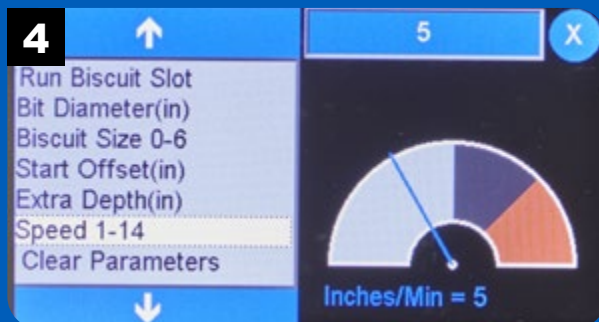 4
5
X
Run Biscuit Slot
Bit Diameter(in)
Biscuit Size 0-6
Start Offset(in)
Extra Depth(in)
Speed 1-14
Clear Parameters
Inches/Min = 5